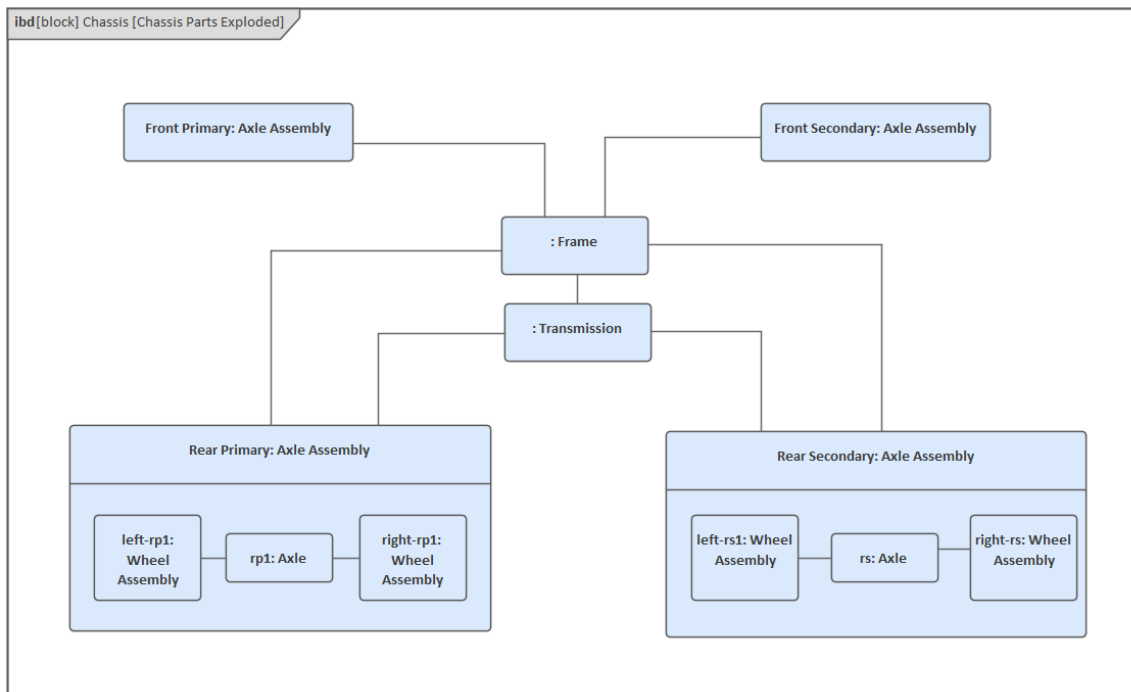 ibd [block] Chassis [Chassis Parts Exploded]
Front Primary: Axle Assembly
Front Secondary: Axle Assembly
: Frame
: Transmission
Rear Primary: Axle Assembly
Rear Secondary: Axle Assembly
left-rp1:
Wheel
Assembly
rp1: Axle
right-rp1:
Wheel
Assembly
left-rs1: Wheel
Assembly
rs: Axle
right-rs: Wheel
Assembly